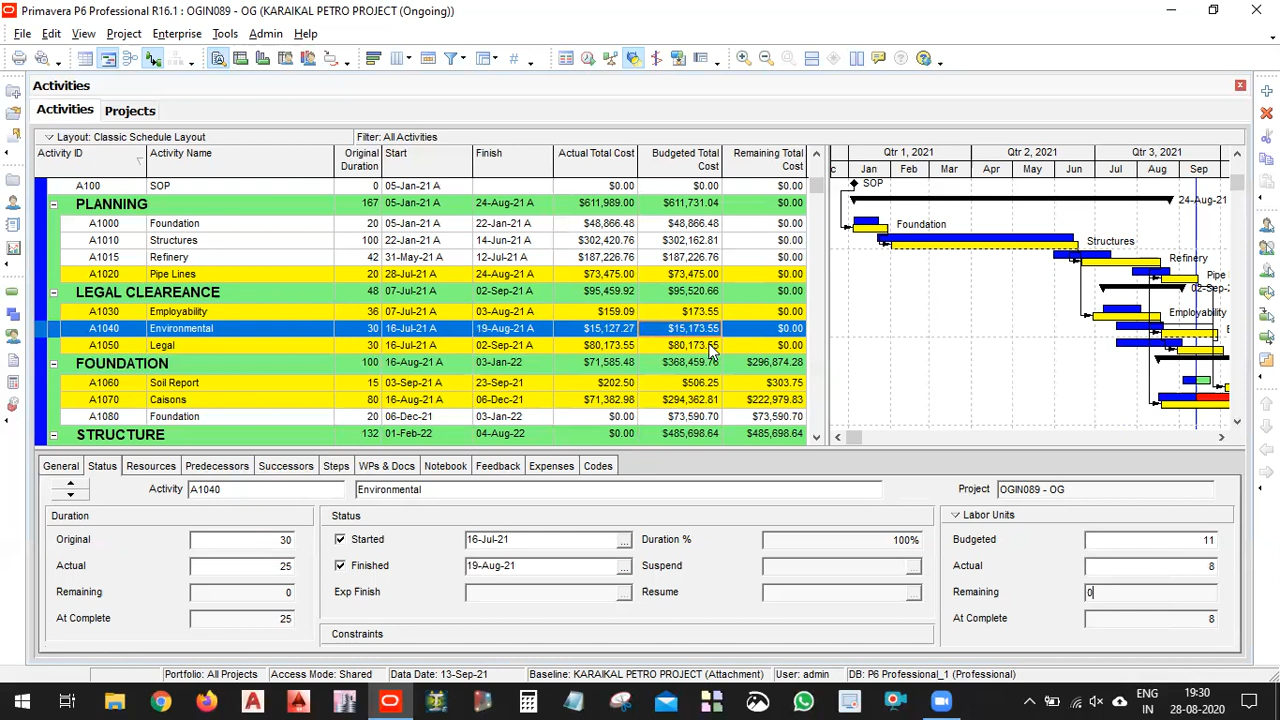 Primavera P6 Professional R16.1 : OGIN089 - OG (KARAIKAL PETRO PROJECT (Ongoing))
File Edit View Project Enterprise Tools Admin Help
Activities
Activities Projects
Layout: Classic Schedule Layout Filter: All Activities
Activity ID Activity Name Original Duration Start Finish Actual Total Cost Budgeted Total Cost Remaining Total Cost
Qtr 1, 2021 Qtr 2, 2021 Qtr 3, 2021
c Jan Feb Mar Apr May Jun Jul Aug Sep
A100 SOP 0 05-Jan-21 A $0.00 $0.00 $0.00 SOP
PLANNING 167 05-Jan-21 A 24-Aug-21 A $611,989.00 $611,731.04 $0.00 24-Aug-21
A1000 Foundation 20 05-Jan-21 A 22-Jan-21 A $48,866.48 $48,866.48 $0.00 Foundation
A1010 Structures 100 22-Jan-21 A 14-Jun-21 A $302,420.76 $302,162.81 $0.00 Structures
A1015 Refinery 42 31-May-21 A 12-Jul-21 A $187,226.76 $187,226.76 $0.00 Refinery
A1020 Pipe Lines 20 28-Jul-21 A 24-Aug-21 A $73,475.00 $73,475.00 $0.00 Pipe
LEGAL CLEAREANCE 48 07-Jul-21 A 02-Sep-21 A $95,459.92 $95,520.66 $0.00 02-Sep-
A1030 Employability 36 07-Jul-21 A 07-Sep-21 A $159.09 $173.55 $0.00 Employability
A1040 Environmental 30 16-Jul-21 A 19-Aug-21 A $15,127.27 $15,173.55 $0.00 E
A1050 Legal 30 16-Jul-21 A 02-Sep-21 A $80,173.55 $80,173.55 $0.00
FOUNDATION 100 16-Aug-21 A 03-Jan-22 $71,585.48 $368,459.76 $296,874.28
A1060 Soil Report 15 03-Sep-21 A 23-Sep-21 $202.50 $506.25 $303.75
A1070 Caisons 80 16-Aug-21 A 06-Dec-21 $71,382.98 $294,362.81 $222,979.83
A1080 Foundation 20 06-Dec-21 03-Jan-22 $0.00 $73,590.70 $73,590.70
STRUCTURE 132 01-Feb-22 04-Aug-22 $0.00 $485,698.64 $485,698.64
General Status Resources Predecessors Successors Steps WPs & Docs Notebook Feedback Expenses Codes
Activity A1040 Environmental Project OGIN089 - OG
Duration Status Labor Units
Original 30 Started 16-Jul-21 ... Duration % 100% Budgeted 11
Actual 25 Finished 19-Aug-21 ... Suspend ... Actual 8
Remaining 0 Exp Finish ... Resume ... Remaining 0
At Complete 25 Constraints At Complete 8
Portfolio: All Projects Access Mode: Shared Data Date: 13-Sep-21 Baseline: KARAIKAL PETRO PROJECT (Attachment) User: admin DB: P6 Professional_1 (Professional)
ENG 19:30
IN 28-08-2020